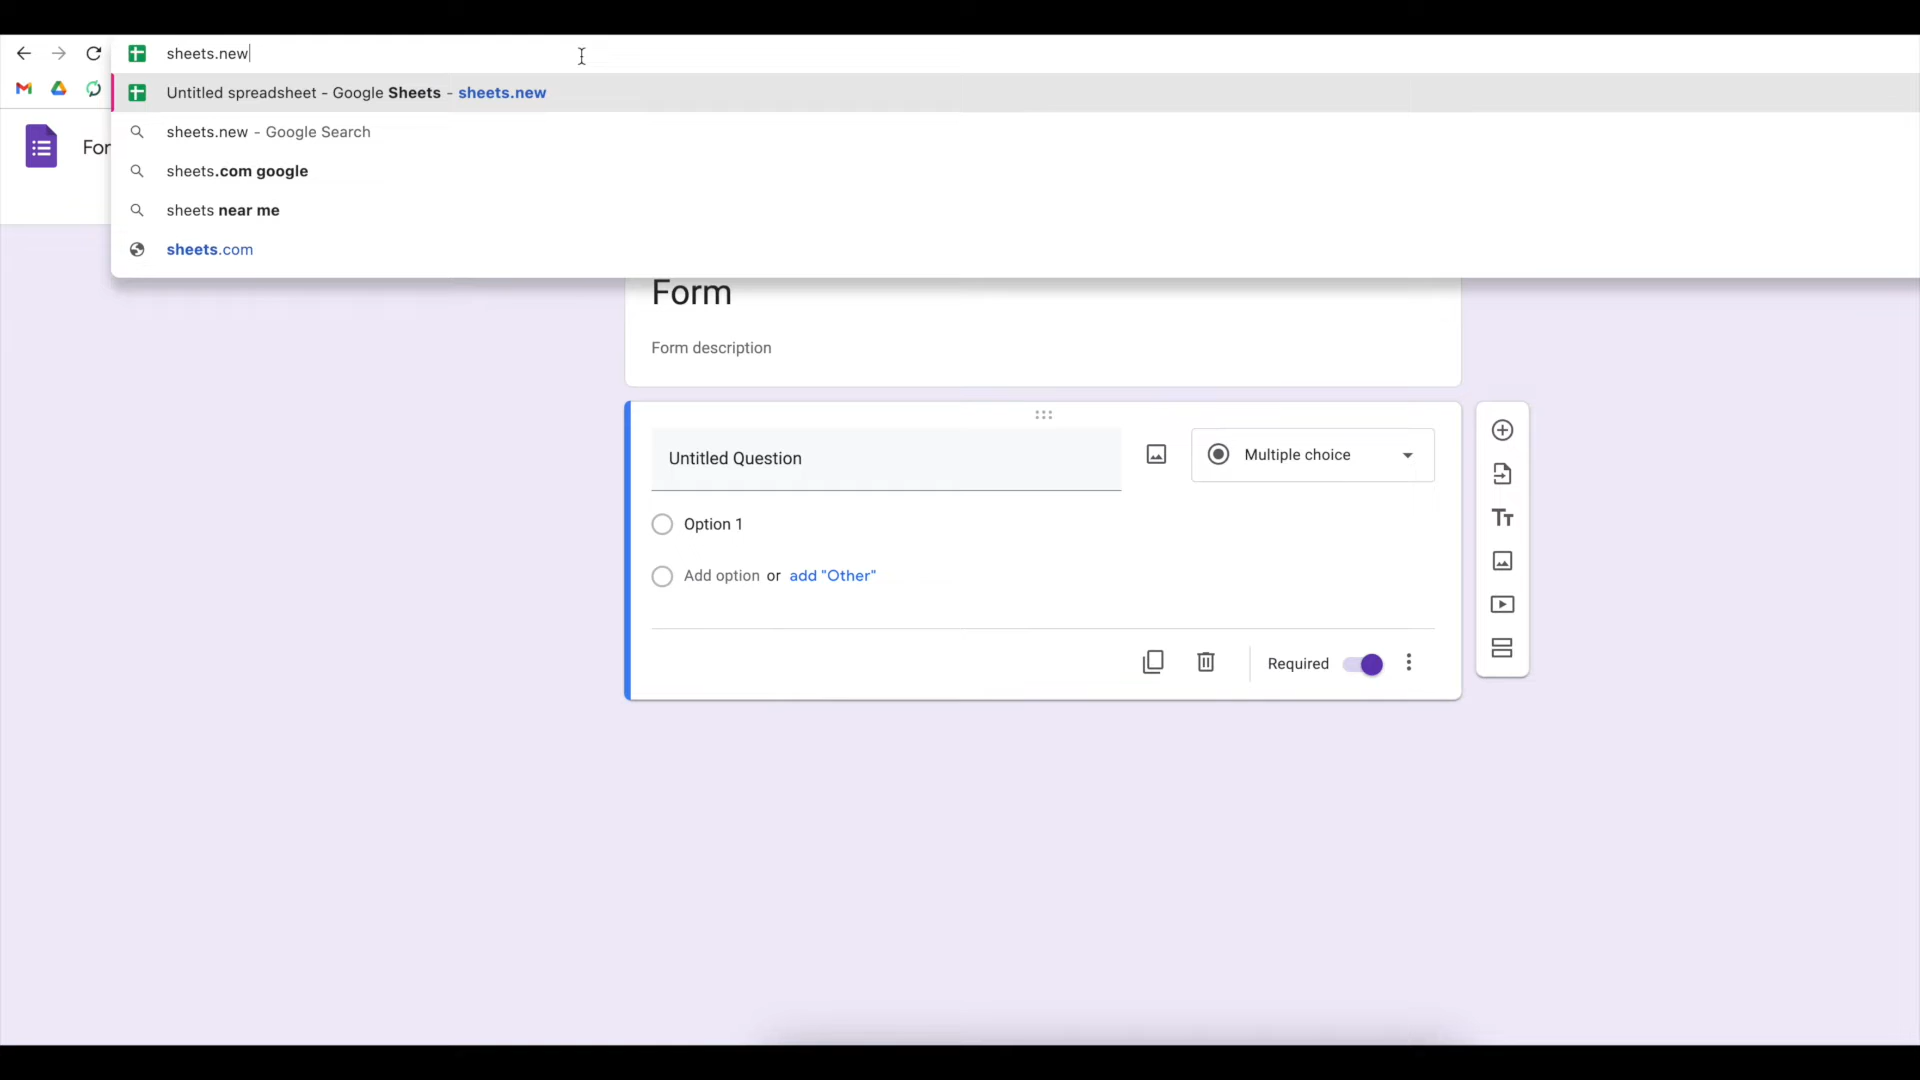 sheets.new
Untitled spreadsheet - Google Sheets - sheets.new
sheets.new - Google Search
sheets.com google
sheets near me
sheets.com
For
Form
Form description
Untitled Question
Multiple choice
Option 1
Add option or add "Other"
Required
Tт